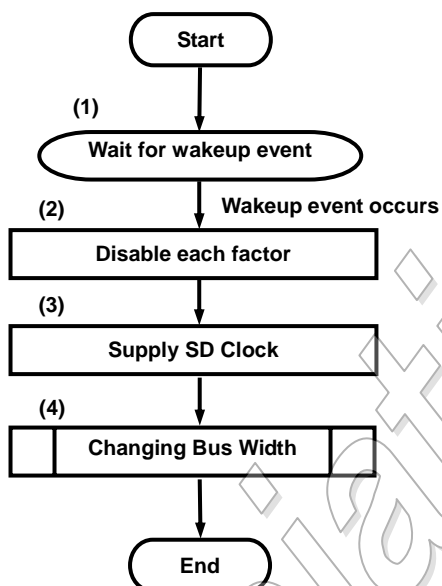 Start
(1)
Wait for wakeup event
Wakeup event occurs
(2)
Disable each factor
(3)
Supply SD Clock
(4)
Changing Bus Width
End